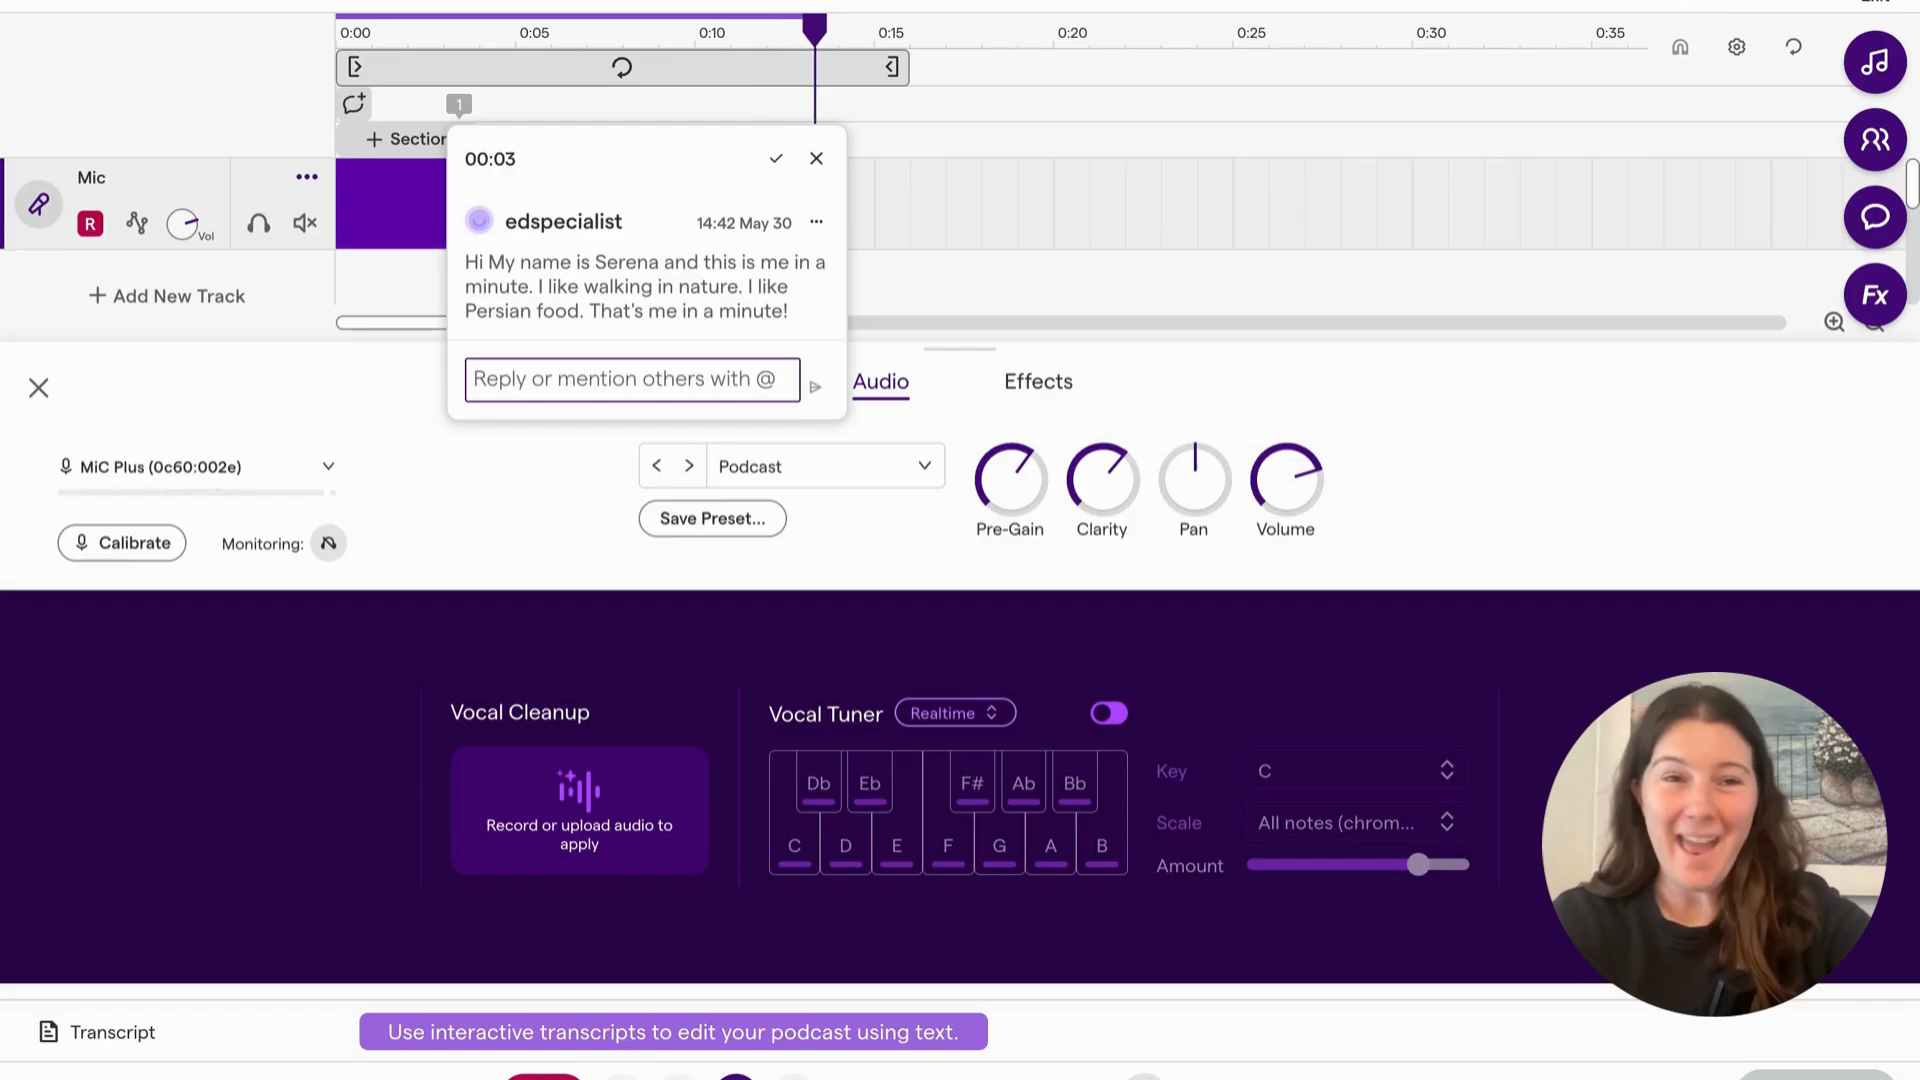 0:00
0:05
0:10
0:15
0:20
0:25
0:30
0:35
1
Section
00:03
Mic
R
Vol
edspecialist
14:42 May 30
Hi My name is Serena and this is me in a
minute. I like walking in nature. I like
Persian food. That's me in a minute!
Fx
Add New Track
Reply or mention others with @
Audio
Effects
MiC Plus (0c60:002e)
Podcast
Save Preset...
Pre-Gain
Clarity
Pan
Volume
Calibrate
Monitoring:
Vocal Cleanup
Record or upload audio to
apply
Vocal Tuner
Realtime
Db
Eb
F#
Ab
Bb
C
D
E
F
G
A
B
Key
C
Scale
All notes (chrom...
Amount
Transcript
Use interactive transcripts to edit your podcast using text.